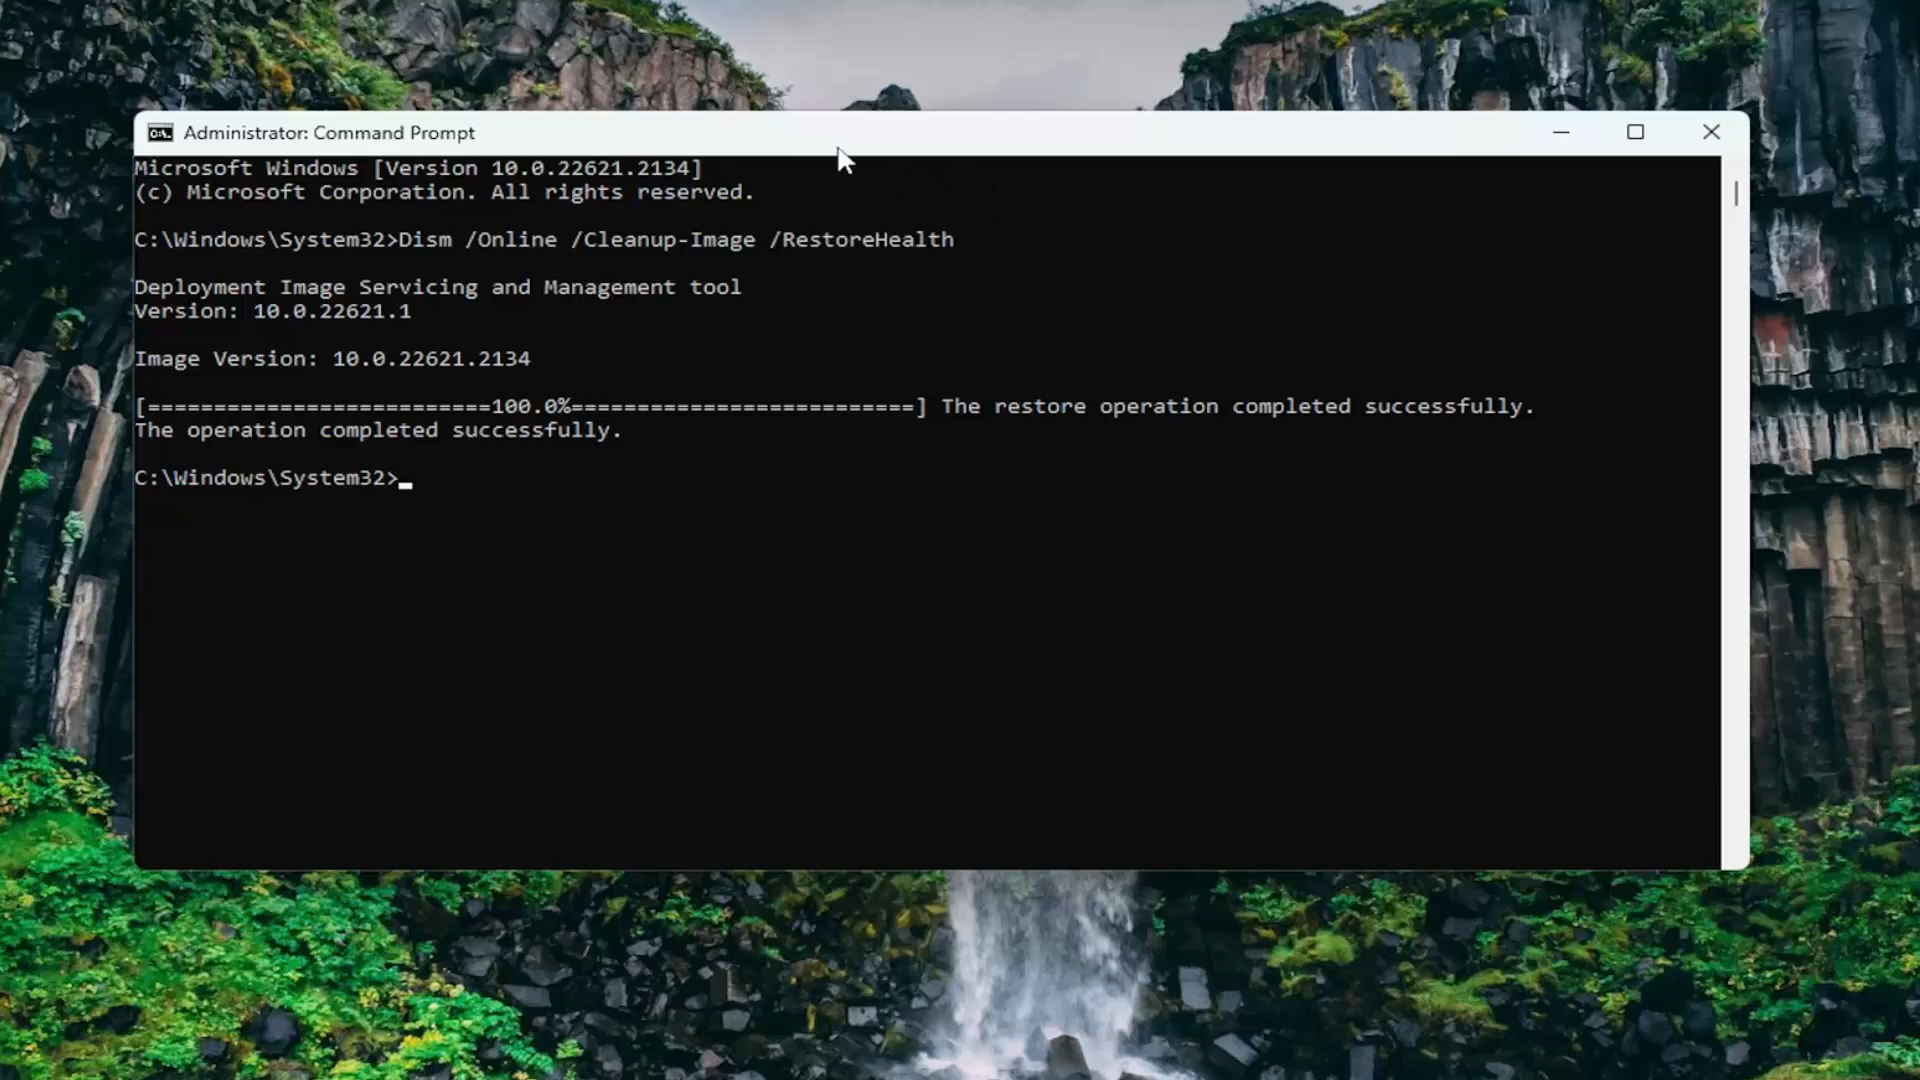 Administrator: Command Prompt
Microsoft Windows [Version 10.0.22621.2134]
(c) Microsoft Corporation. All rights reserved.
C:\Windows\System32>Dism /Online /Cleanup-Image /RestoreHealth
Deployment Image Servicing and Management tool
Version: 10.0.22621.1
Image Version: 10.0.22621.2134
[==========================100.0%==========================] The restore operation completed successfully.
The operation completed successfully.
C:\Windows\System32>